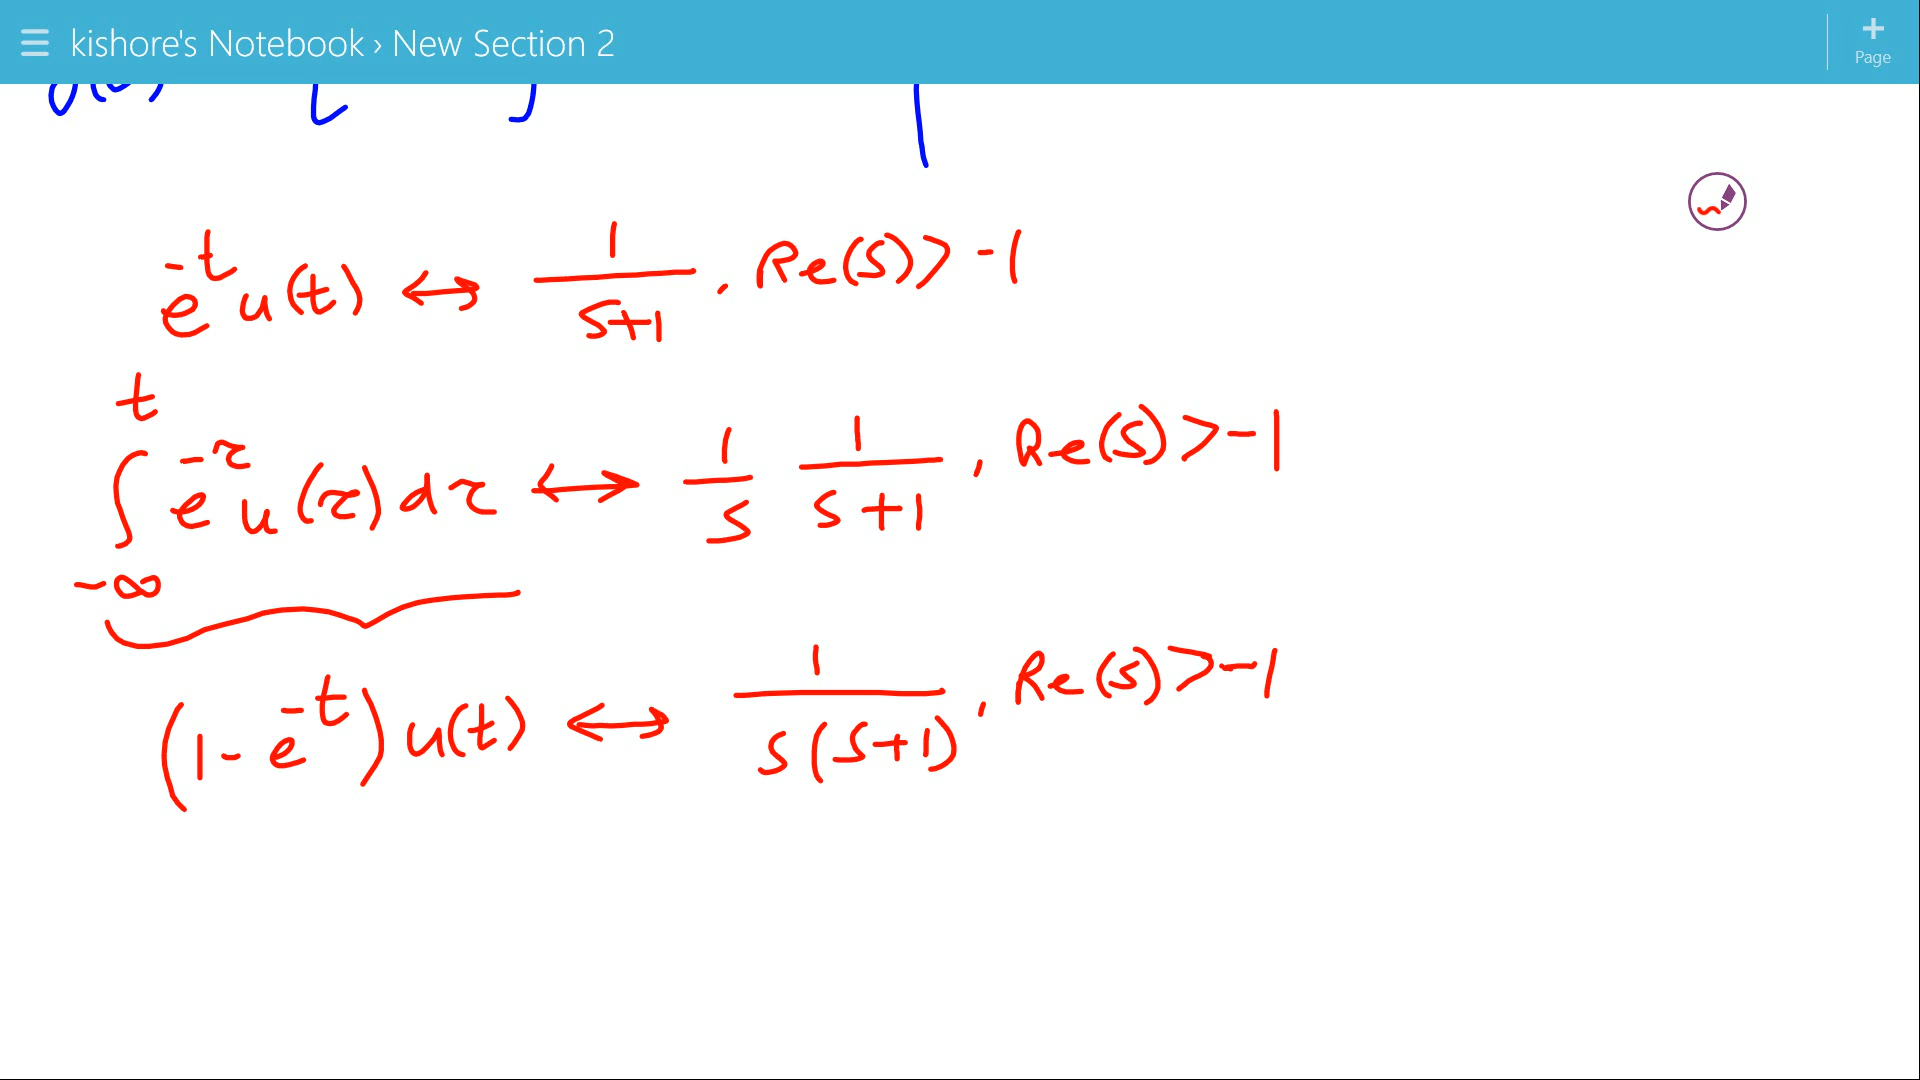 kishore's Notebook › New Section 2
+ Page
e^{-t} u(t) ↔ 1/(s+1), Re(s) > -1
∫_{-∞}^{t} e^{-τ} u(τ) dτ ↔ 1/s 1/(s+1), Re(s) > -1
(1 - e^{-t}) u(t) ↔ 1/(s(s+1)), Re(s) > -1